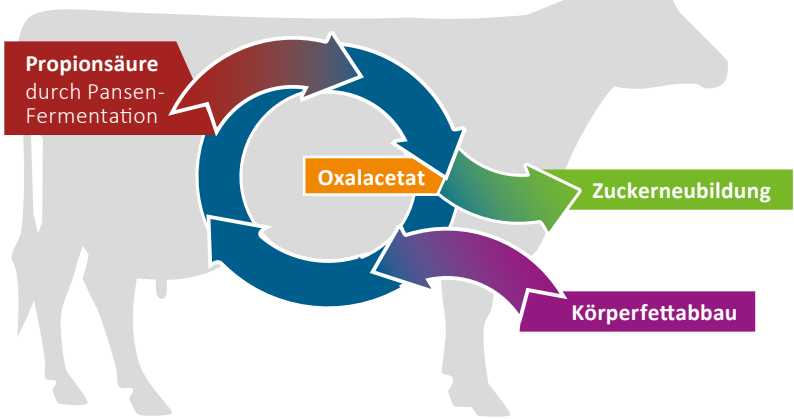 Propionsäure
durch Pansen-
Fermentation
Oxalacetat
Zuckerneubildung
Körperfettabbau